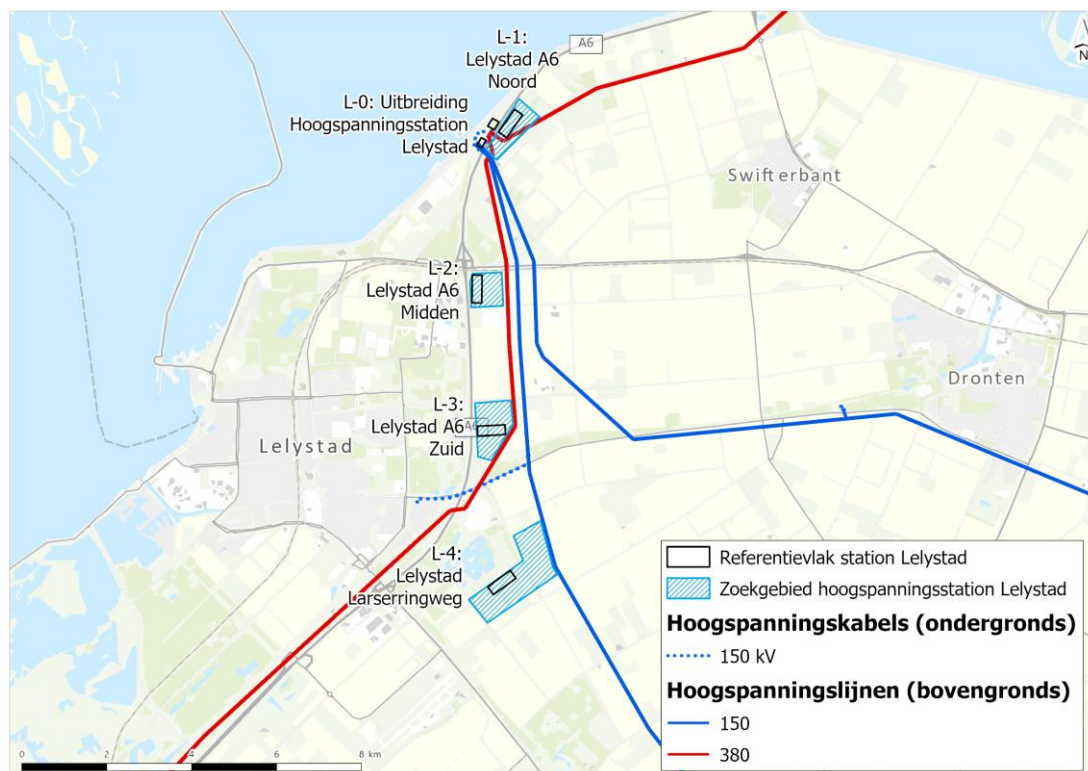 L-1:
Lelystad A6
Noord
A6
N
L-0: Uitbreiding
Hoogspanningsstation
Lelystad
Swifterbant
L-2:
Lelystad A6
Midden
Dronten
L-3:
Lelystad A6
Zuid
A6
Lelystad
L-4:
Lelystad
Larserringweg
Referentievlak station Lelystad
Zoekgebied hoogspanningsstation Lelystad
Hoogspanningskabels (ondergronds)
150 kV
Hoogspanningslijnen (bovengronds)
150
380
0 2 4 6 8 km